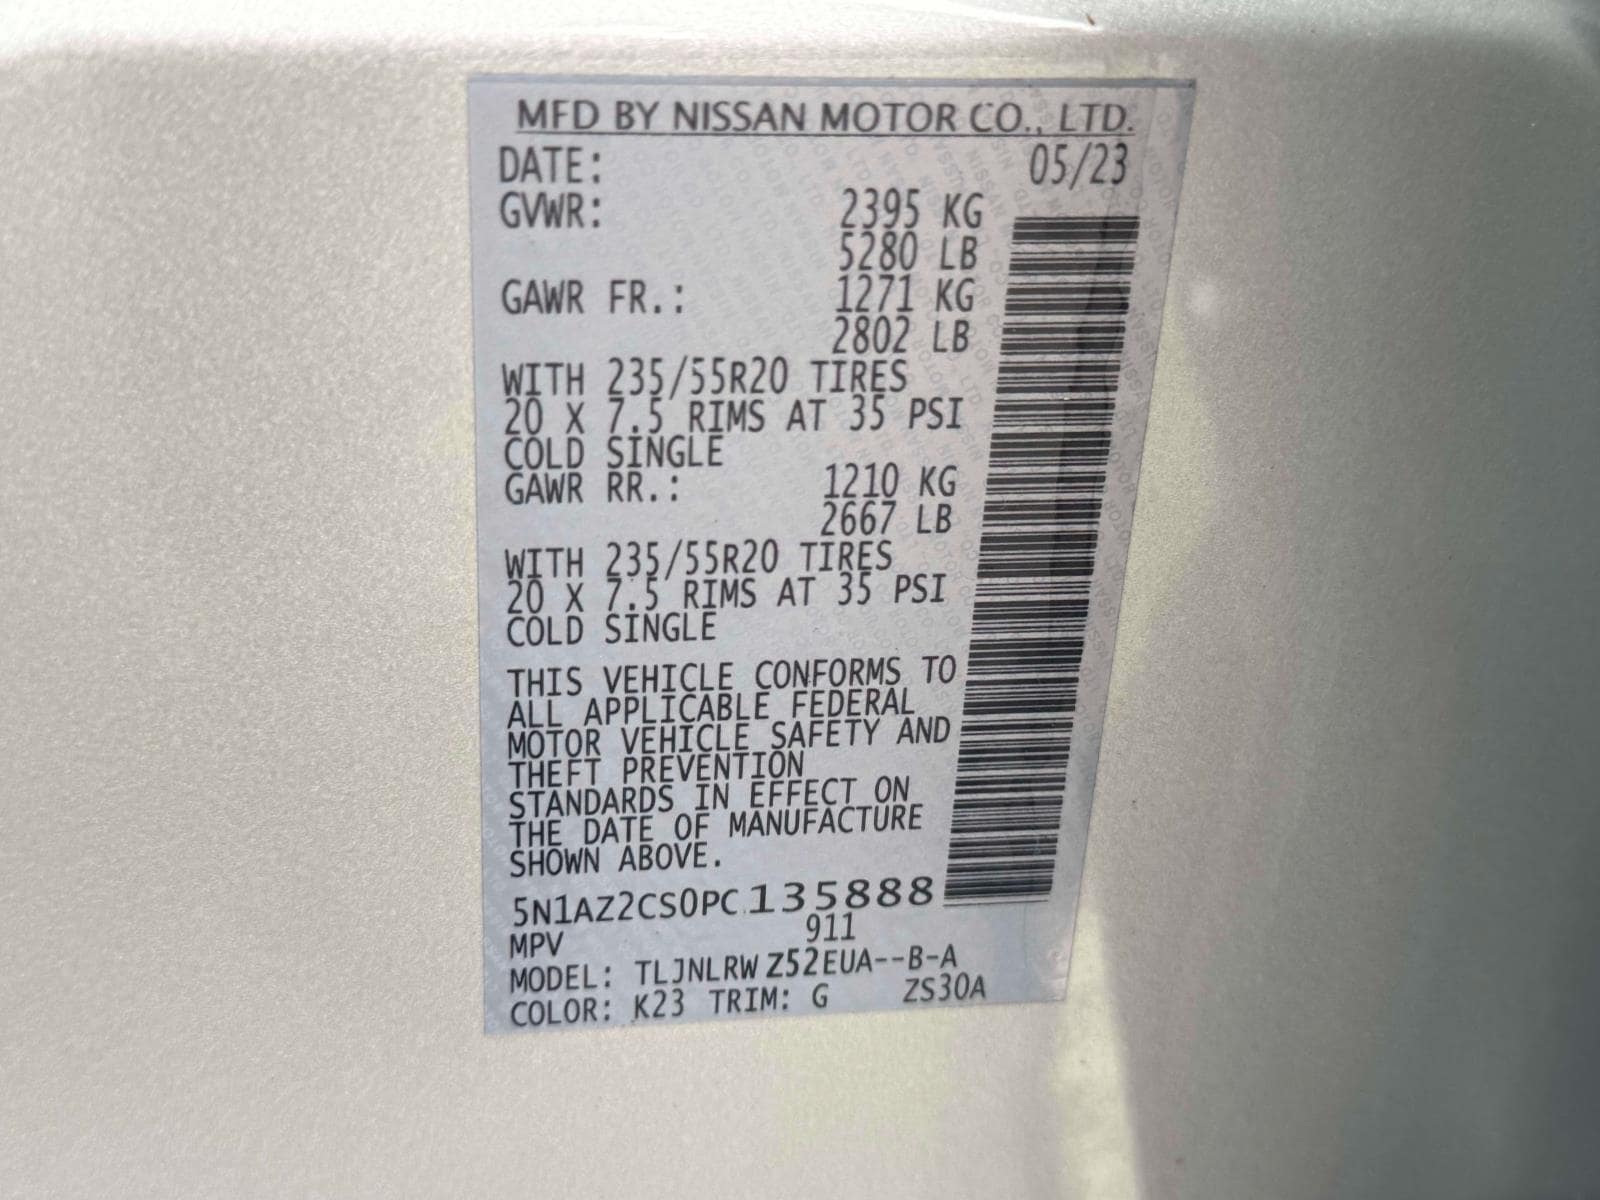 MFD BY NISSAN MOTOR CO., LTD.
DATE: 05/23
GVWR: 2395 KG
5280 LB
GAWR FR.: 1271 KG
2802 LB
WITH 235/55R20 TIRES
20 X 7.5 RIMS AT 35 PSI
COLD SINGLE
GAWR RR.: 1210 KG
2667 LB
WITH 235/55R20 TIRES
20 X 7.5 RIMS AT 35 PSI
COLD SINGLE
THIS VEHICLE CONFORMS TO
ALL APPLICABLE FEDERAL
MOTOR VEHICLE SAFETY AND
THEFT PREVENTION
STANDARDS IN EFFECT ON
THE DATE OF MANUFACTURE
SHOWN ABOVE.
5N1AZ2CS0PC135888
MPV 911
MODEL: TLJNLRWZ52EUA--B-A
COLOR: K23 TRIM: G ZS30A